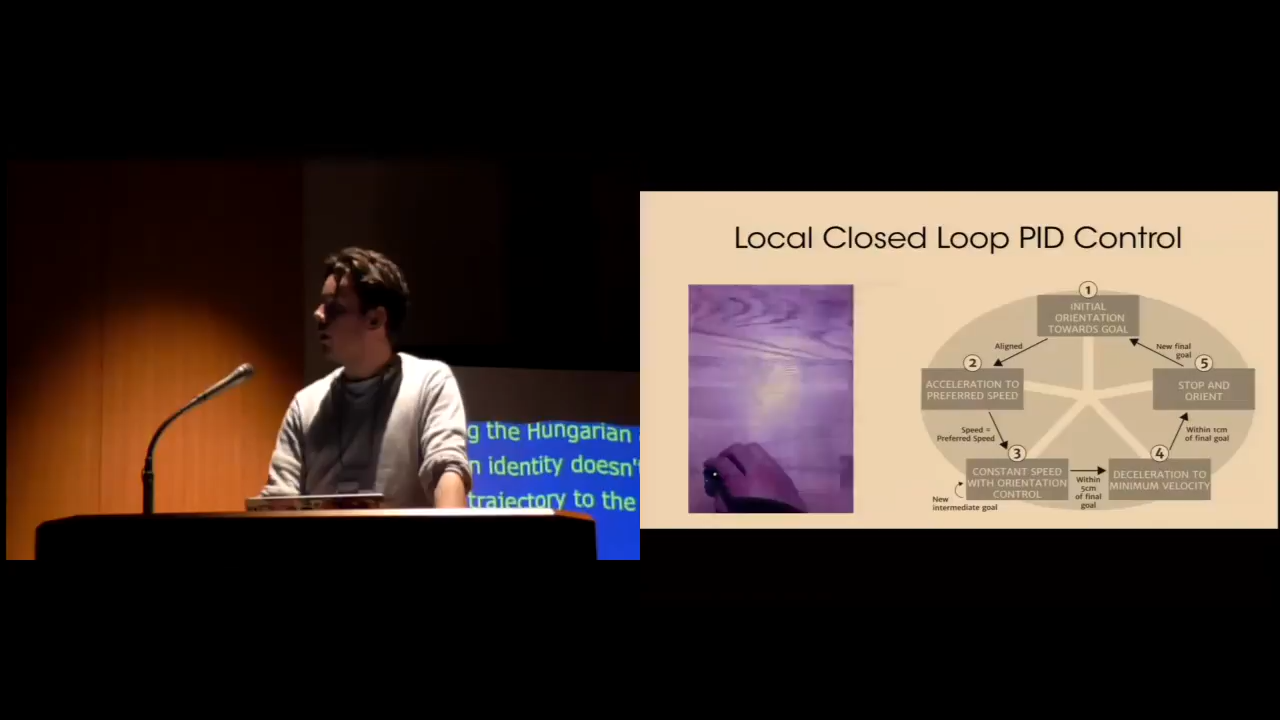 g the Hungarian
n identity doesn't
trajectory to the
Local Closed Loop PID Control
1
INITIAL
ORIENTATION
TOWARDS GOAL
Aligned
2
ACCELERATION TO
PREFERRED SPEED
Speed =
Preferred Speed
3
CONSTANT SPEED
WITH ORIENTATION
CONTROL
New
intermediate goal
Within
5cm
of final
goal
4
DECELERATION TO
MINIMUM VELOCITY
Within 1cm
of final goal
5
STOP AND
ORIENT
New final
goal